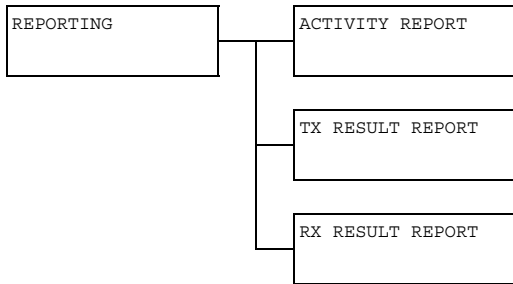 REPORTING
ACTIVITY REPORT
TX RESULT REPORT
RX RESULT REPORT